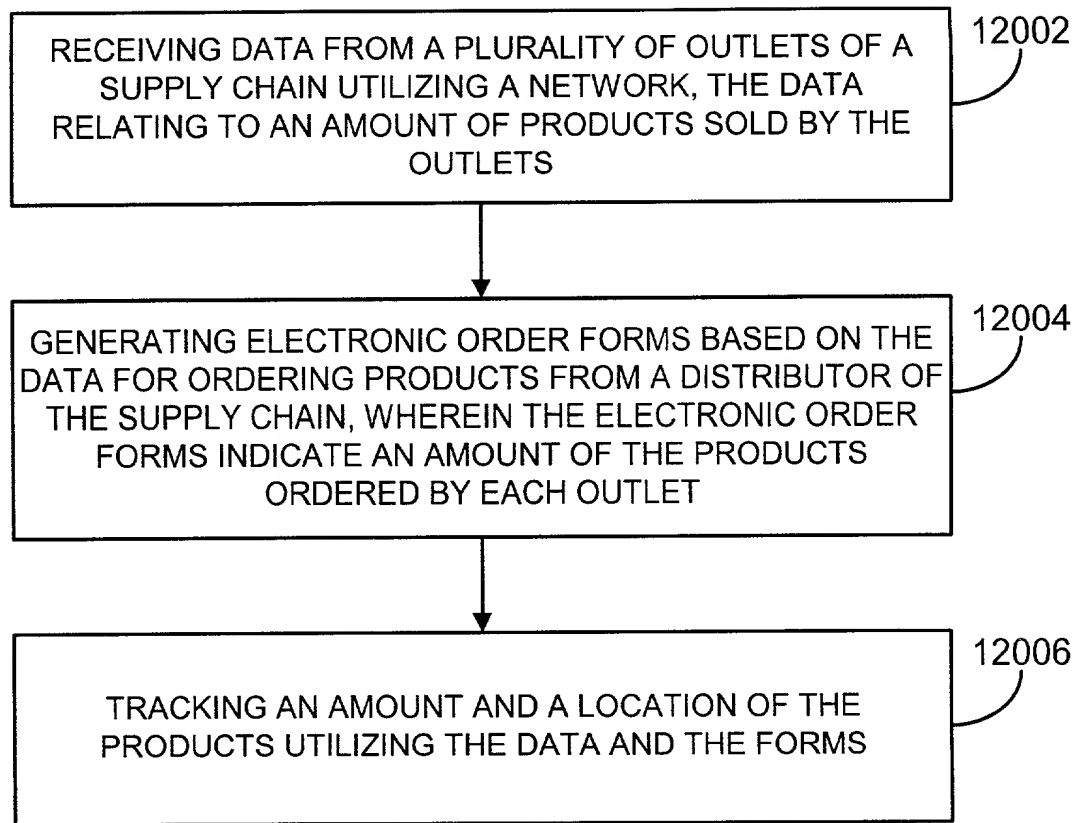 12002
RECEIVING DATA FROM A PLURALITY OF OUTLETS OF A
SUPPLY CHAIN UTILIZING A NETWORK, THE DATA
RELATING TO AN AMOUNT OF PRODUCTS SOLD BY THE
OUTLETS
12004
GENERATING ELECTRONIC ORDER FORMS BASED ON THE
DATA FOR ORDERING PRODUCTS FROM A DISTRIBUTOR OF
THE SUPPLY CHAIN, WHEREIN THE ELECTRONIC ORDER
FORMS INDICATE AN AMOUNT OF THE PRODUCTS
ORDERED BY EACH OUTLET
12006
TRACKING AN AMOUNT AND A LOCATION OF THE
PRODUCTS UTILIZING THE DATA AND THE FORMS